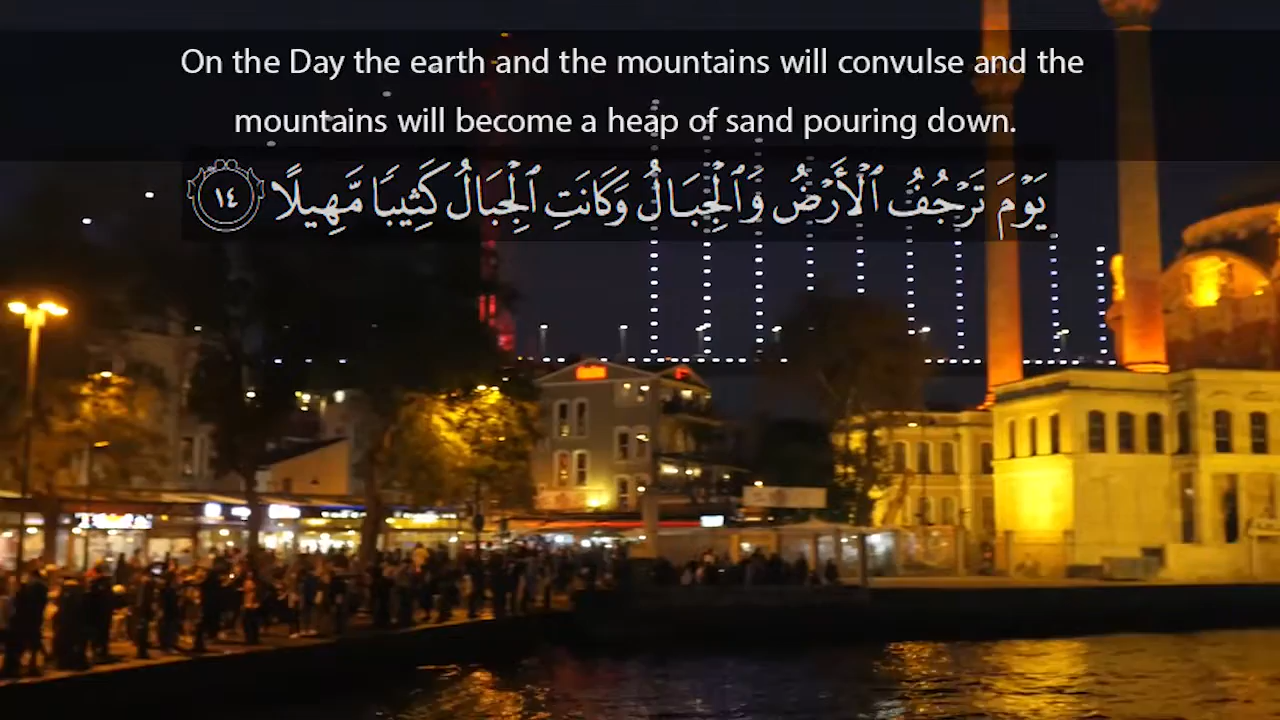 On the Day the earth and the mountains will convulse and the
mountains will become a heap of sand pouring down.
يَوْمَ تَرْجُفُ ٱلْأَرْضُ وَٱلْجِبَالُ وَكَانَتِ ٱلْجِبَالُ كَثِيبًا مَّهِيلًا ١٤